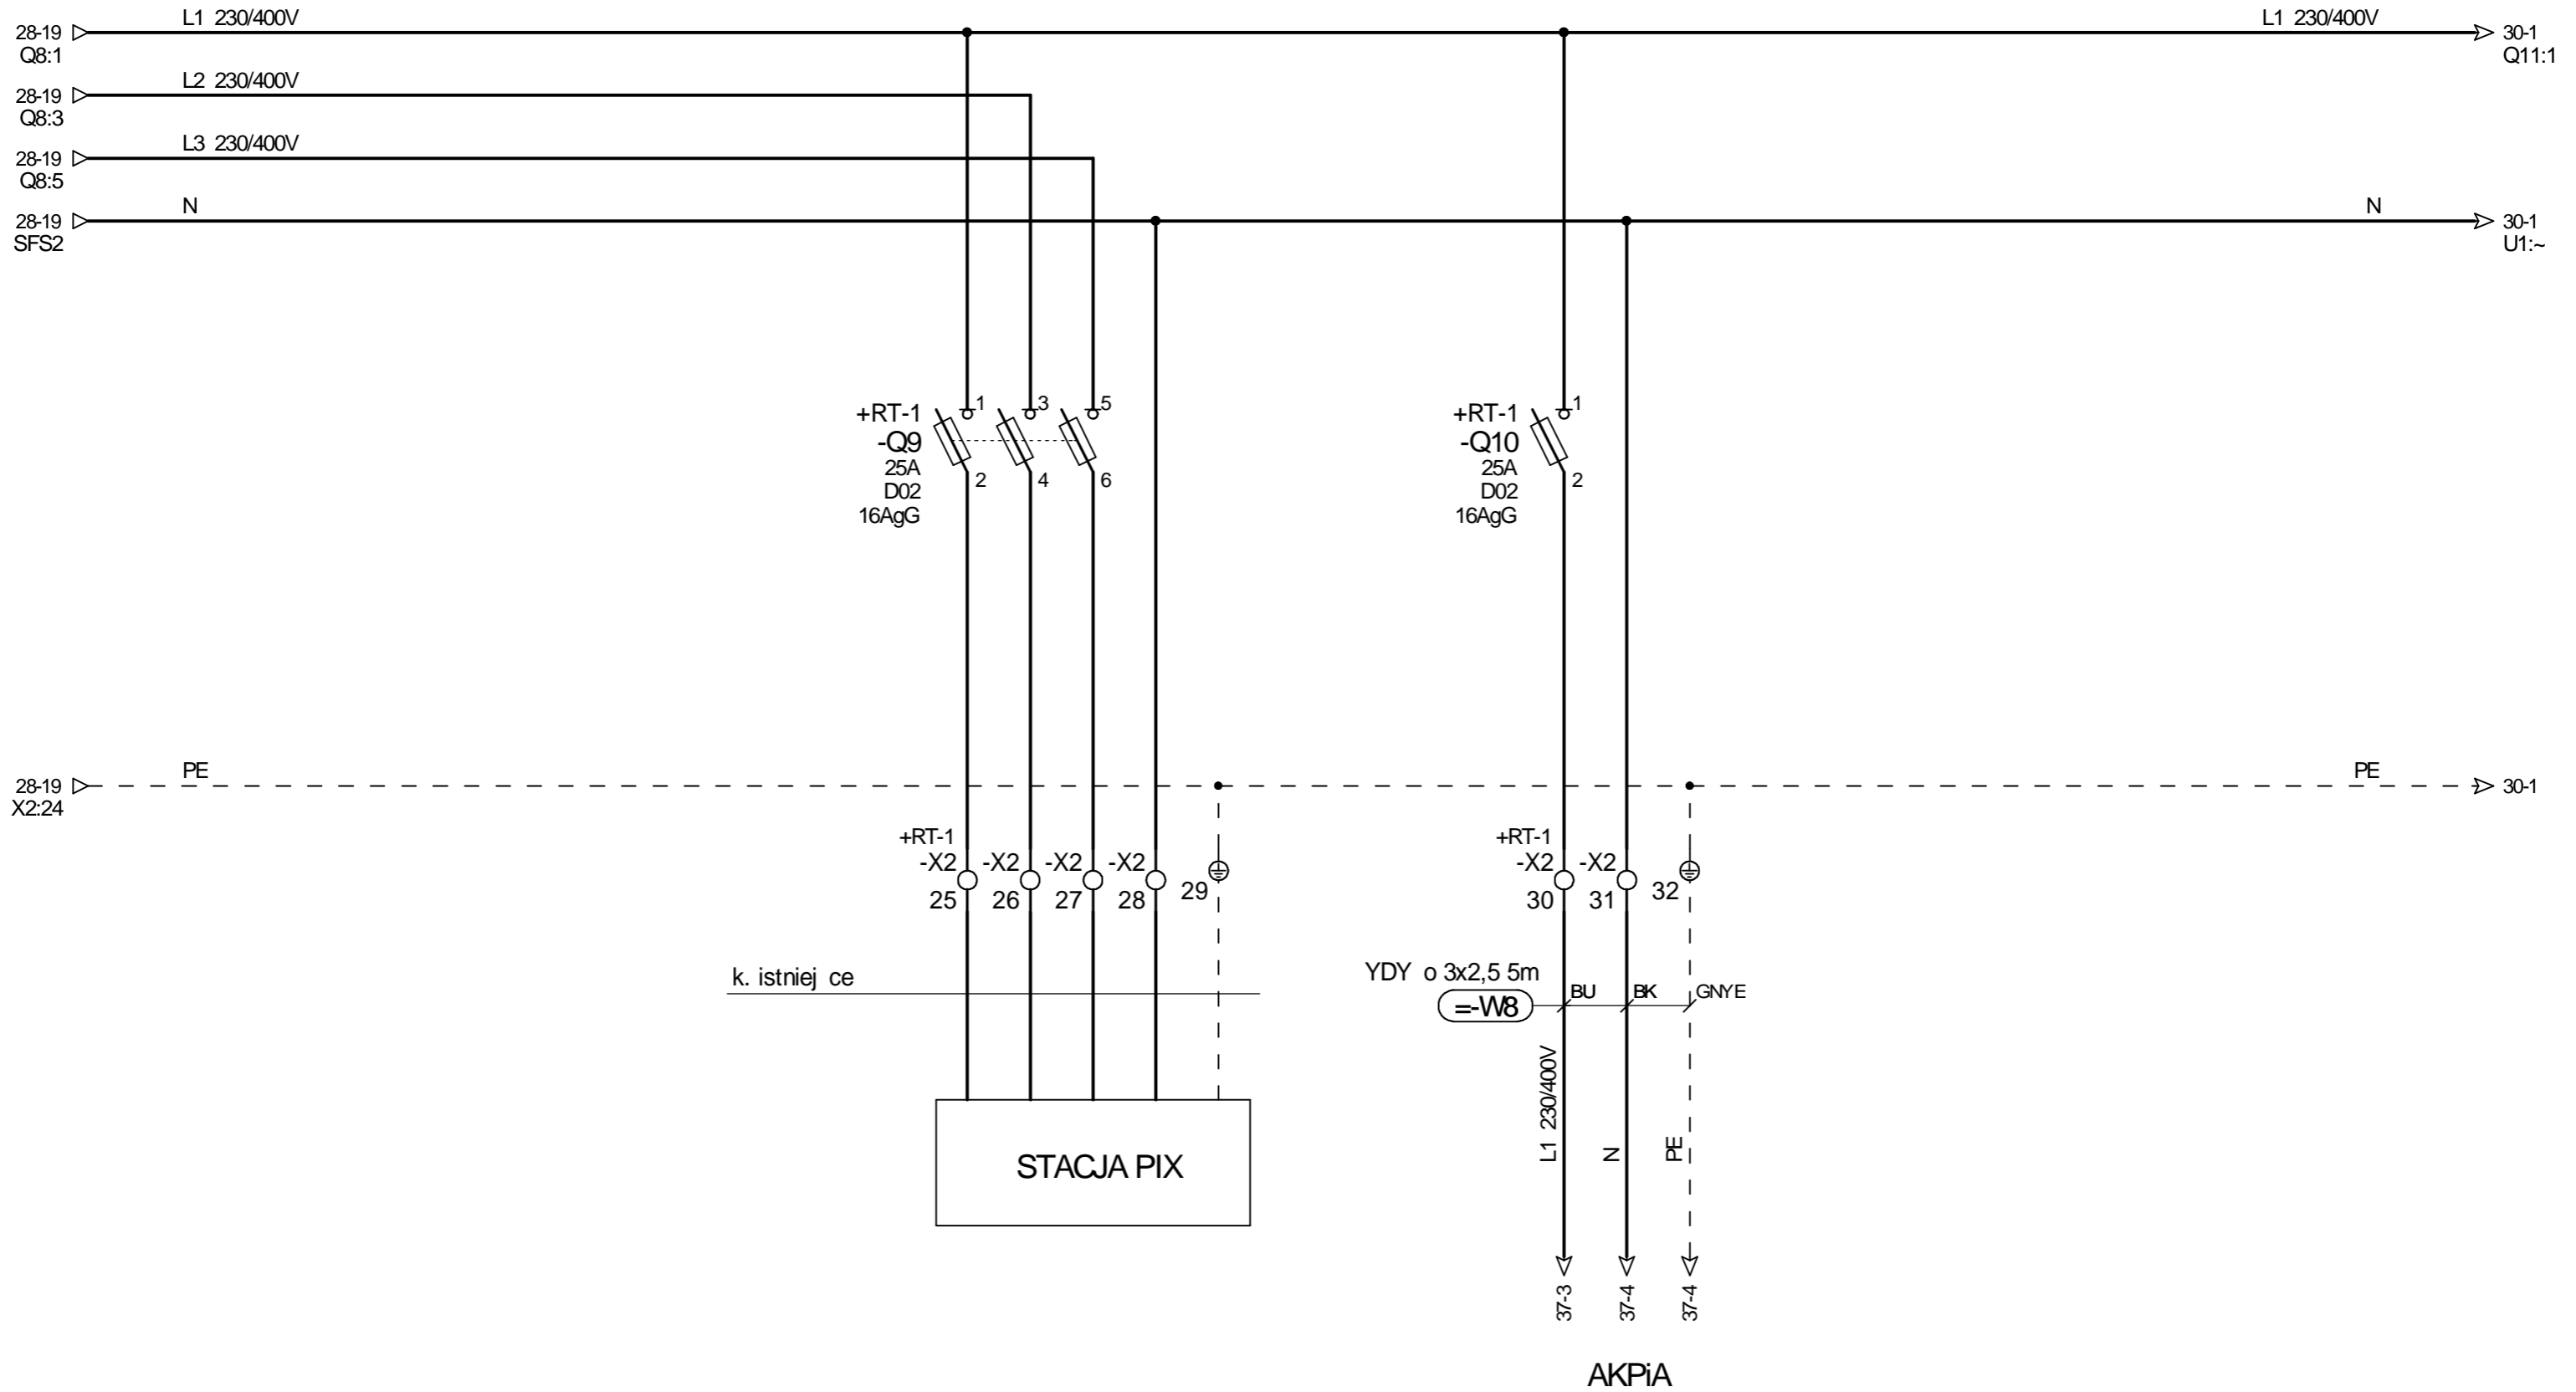 L1 230/400V
L1 230/400V
28-19
Q8:1
30-1
Q11:1
L2 230/400V
28-19
Q8:3
L3 230/400V
28-19
Q8:5
N
N
28-19
SFS2
30-1
U1:~
+RT-1
-Q9
25A
D02
16AgG
1
2
3
4
5
6
+RT-1
-Q10
25A
D02
16AgG
1
2
PE
PE
28-19
X2:24
30-1
+RT-1
-X2
25
-X2
26
-X2
27
-X2
28
29
+RT-1
-X2
30
-X2
31
32
k. istniej ce
YDY o 3x2,5 5m
=-W8
BU
BK
GNYE
L1 230/400V
N
PE
STACJA PIX
37-3
37-4
37-4
AKPiA